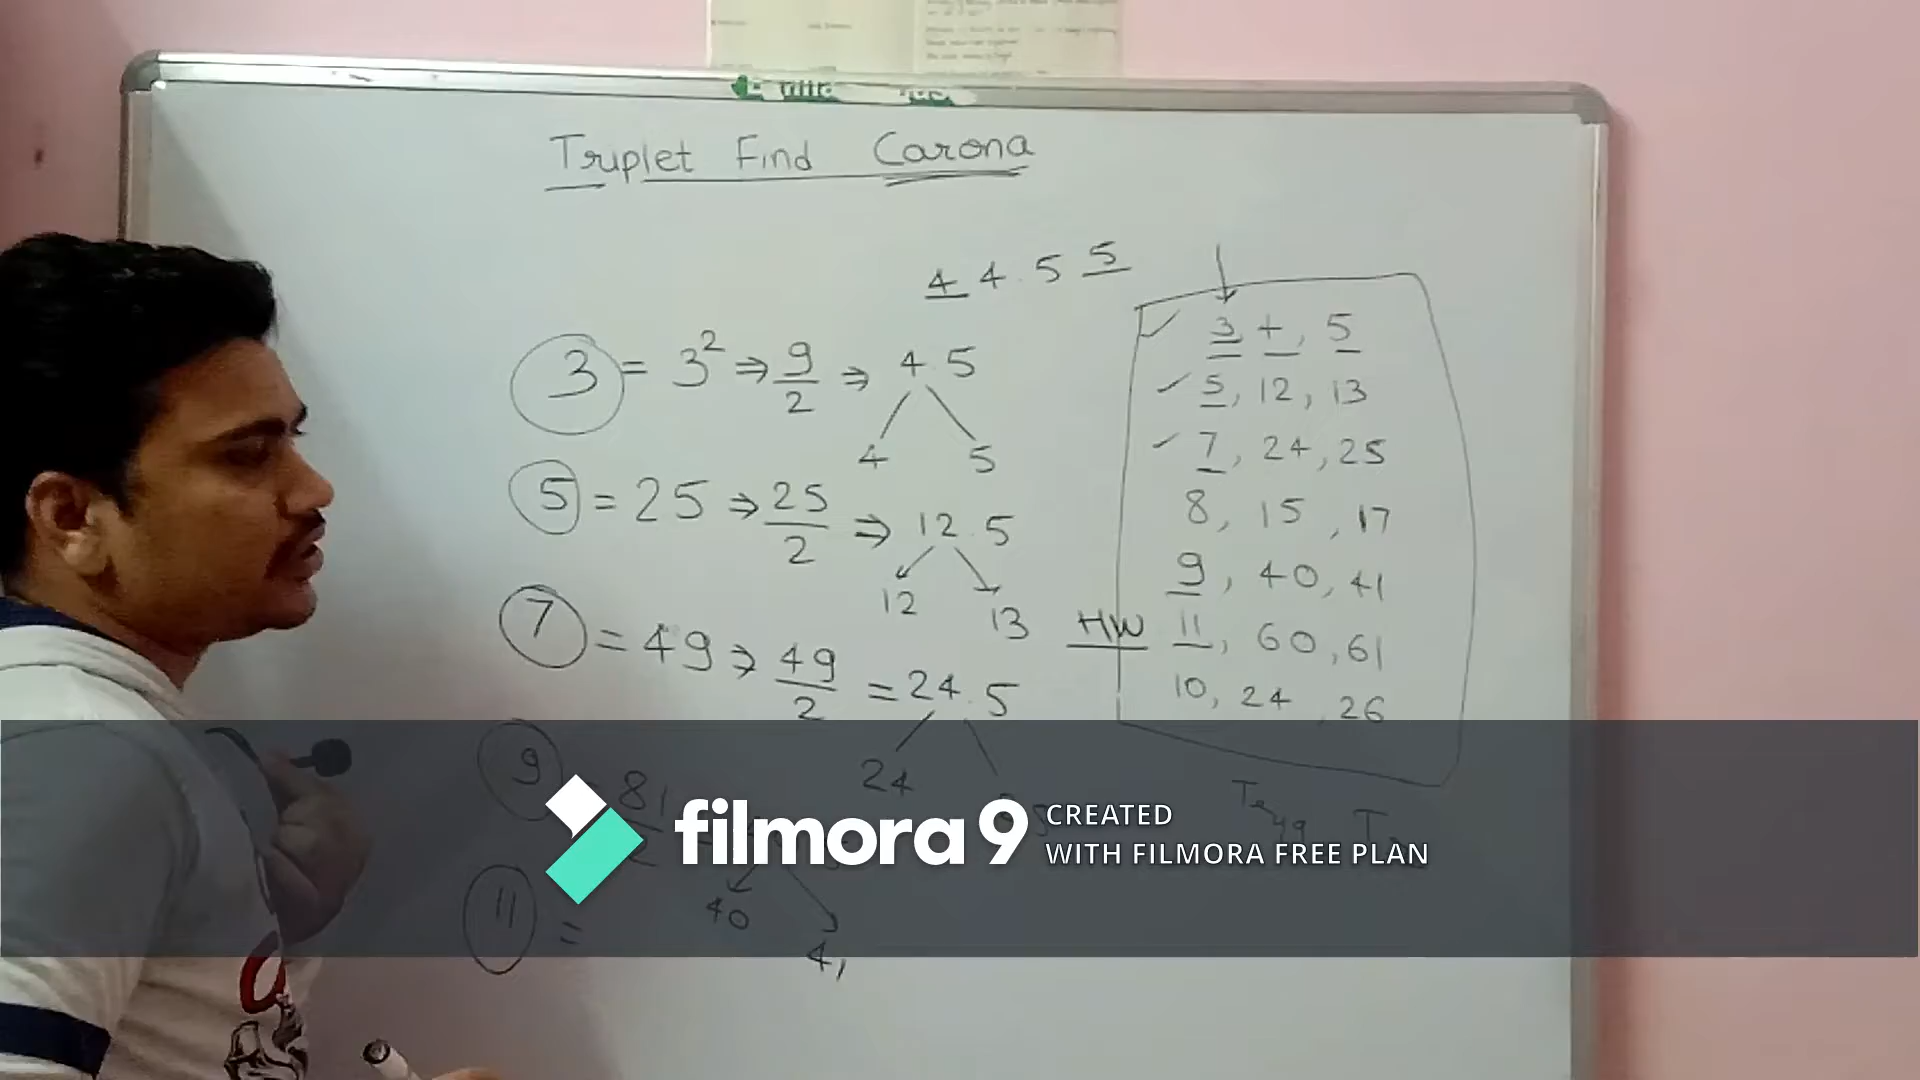 Triplet Find Carona
4 4.5 5
3 = 3² ⇒ 9/2 ⇒ 4.5
4 5
5 = 25 ⇒ 25/2 ⇒ 12.5
12 13
7 = 49 ⇒ 49/2 = 24.5
24
9 81
40 41
11 =
3 4, 5
5, 12, 13
7, 24, 25
8, 15, 17
9, 40, 41
HW 11, 60, 61
10, 24, 26
filmora 9 CREATED
WITH FILMORA FREE PLAN